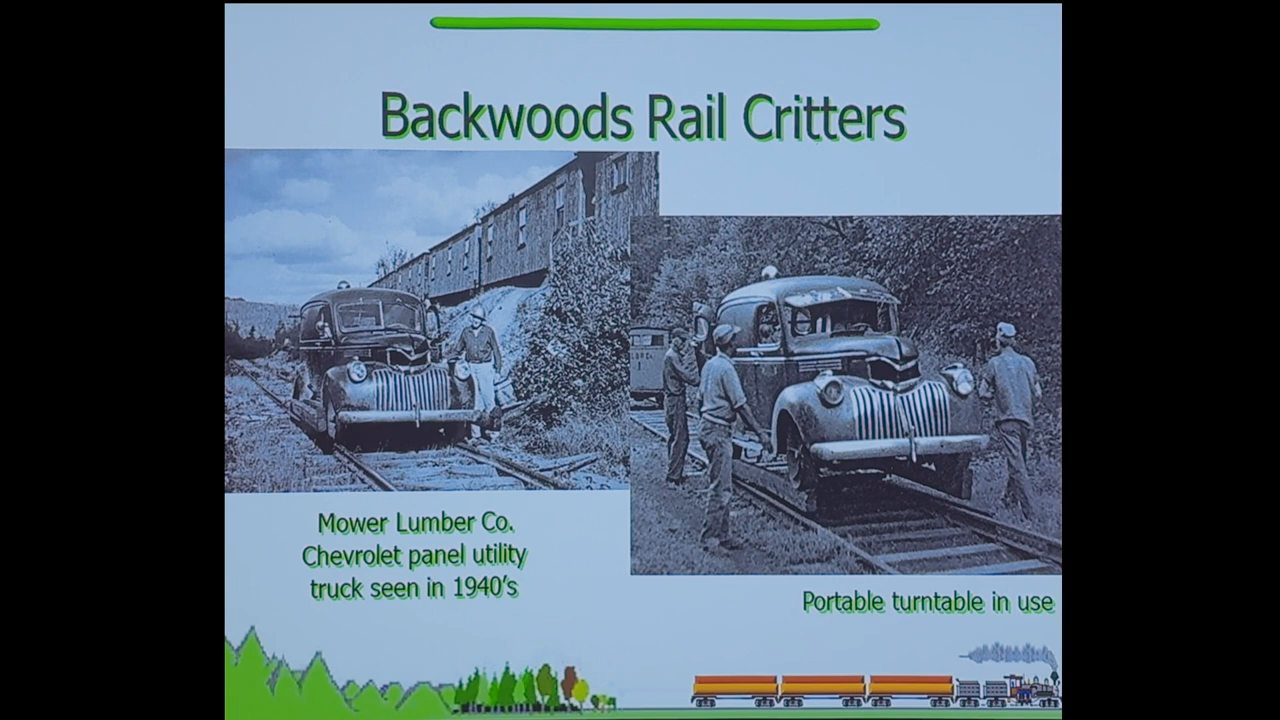 Backwoods Rail Critters
Mower Lumber Co.
Chevrolet panel utility
truck seen in 1940's
Portable turntable in use